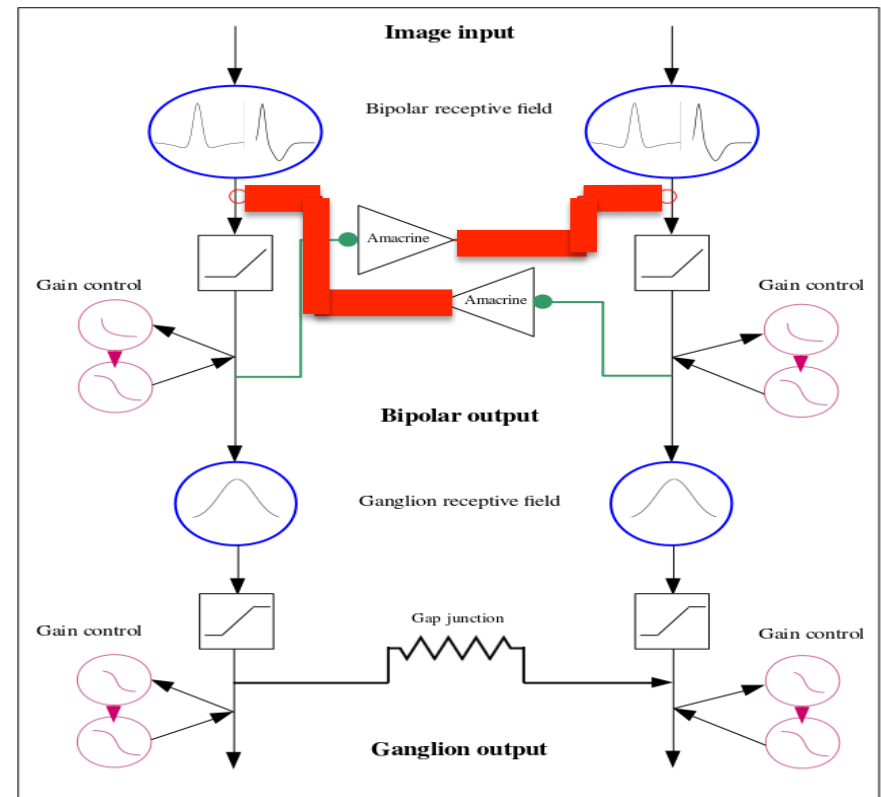 Image input
Bipolar receptive field
Amacrine
Gain control
Gain control
Amacrine
Bipolar output
Ganglion receptive field
Gap junction
Gain control
Gain control
Ganglion output